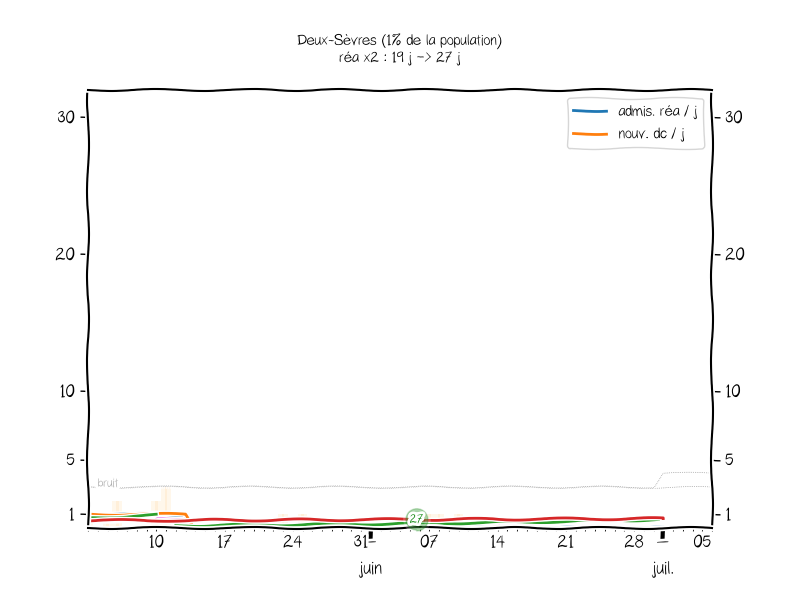 Deux-Sèvres (1% de la population)
réa x2 : 19 j -> 27 j
admis. réa / j
nouv. dc / j
30
30
20
20
10
10
5
5
bruit
1
1
27
10
17
24
31
07
14
21
28
05
juin
juil.